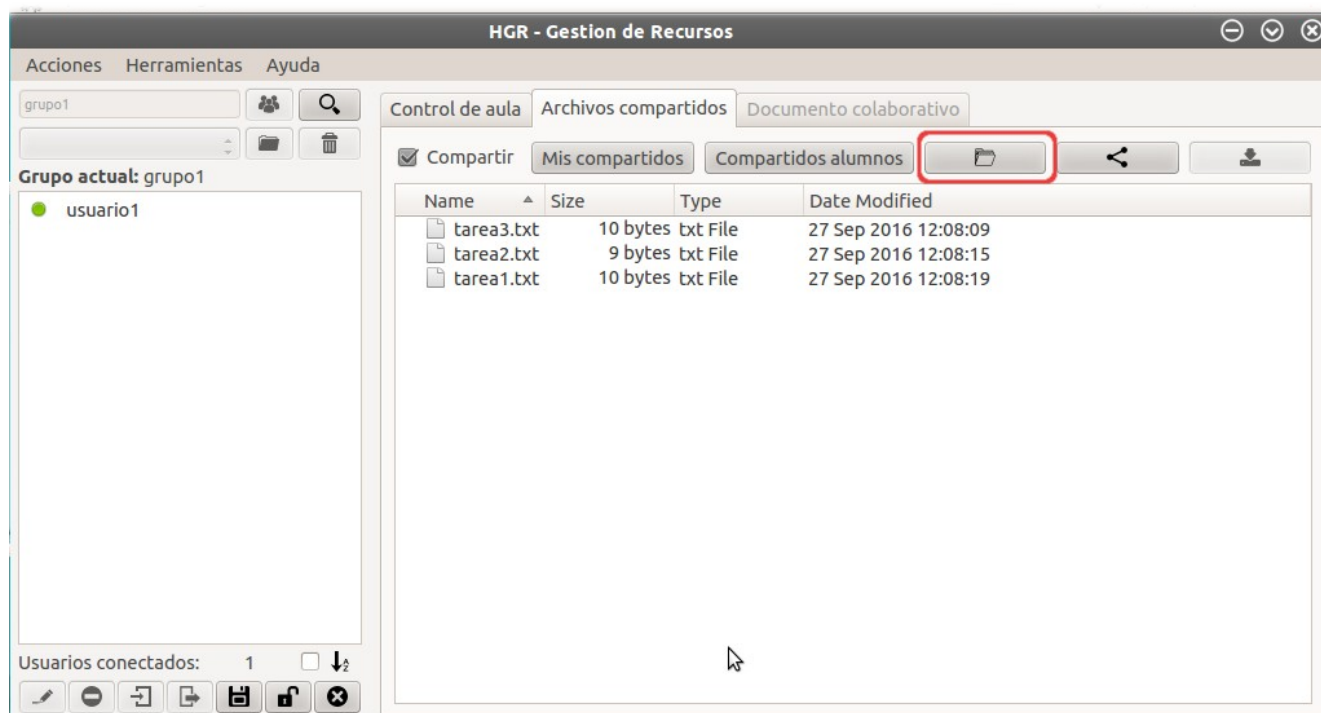 HGR - Gestion de Recursos
Acciones Herramientas Ayuda
grupo1
Control de aula Archivos compartidos Documento colaborativo
Compartir Mis compartidos Compartidos alumnos
Grupo actual: grupo1
usuario1
Name Size Type Date Modified
tarea3.txt 10 bytes txt File 27 Sep 2016 12:08:09
tarea2.txt 9 bytes txt File 27 Sep 2016 12:08:15
tarea1.txt 10 bytes txt File 27 Sep 2016 12:08:19
Usuarios conectados: 1